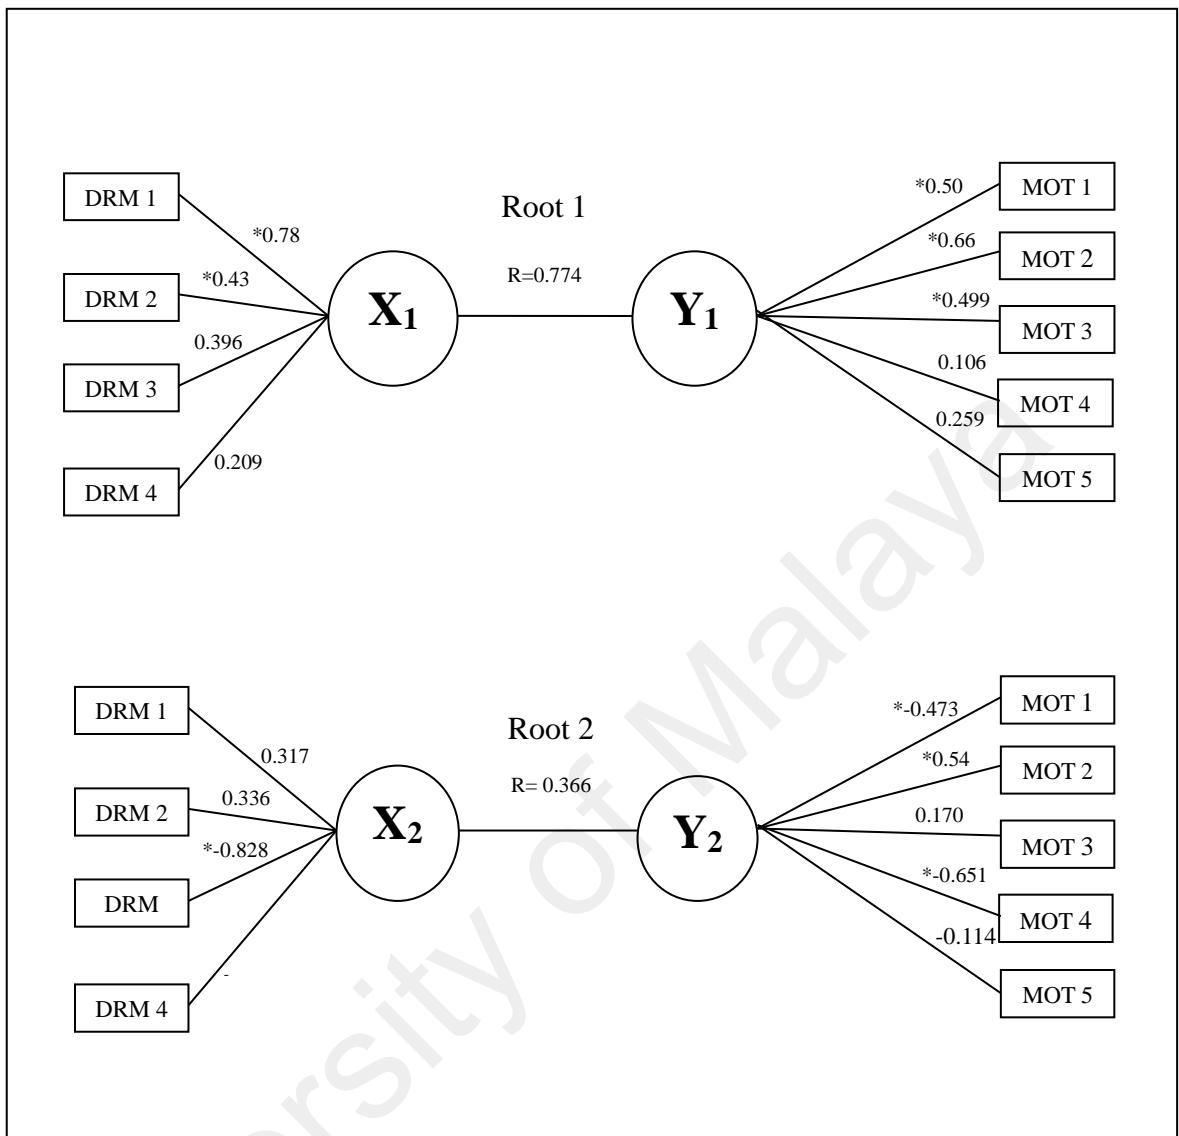 Root 1
R=0.774
DRM 1
DRM 2
DRM 3
DRM 4
*0.78
*0.43
0.396
0.209
X1
Y1
*0.50
*0.66
*0.499
0.106
0.259
MOT 1
MOT 2
MOT 3
MOT 4
MOT 5
Root 2
R= 0.366
DRM 1
DRM 2
DRM
DRM 4
0.317
0.336
*-0.828
-
X2
Y2
*-0.473
*0.54
0.170
*-0.651
-0.114
MOT 1
MOT 2
MOT 3
MOT 4
MOT 5
ersity of Malaya